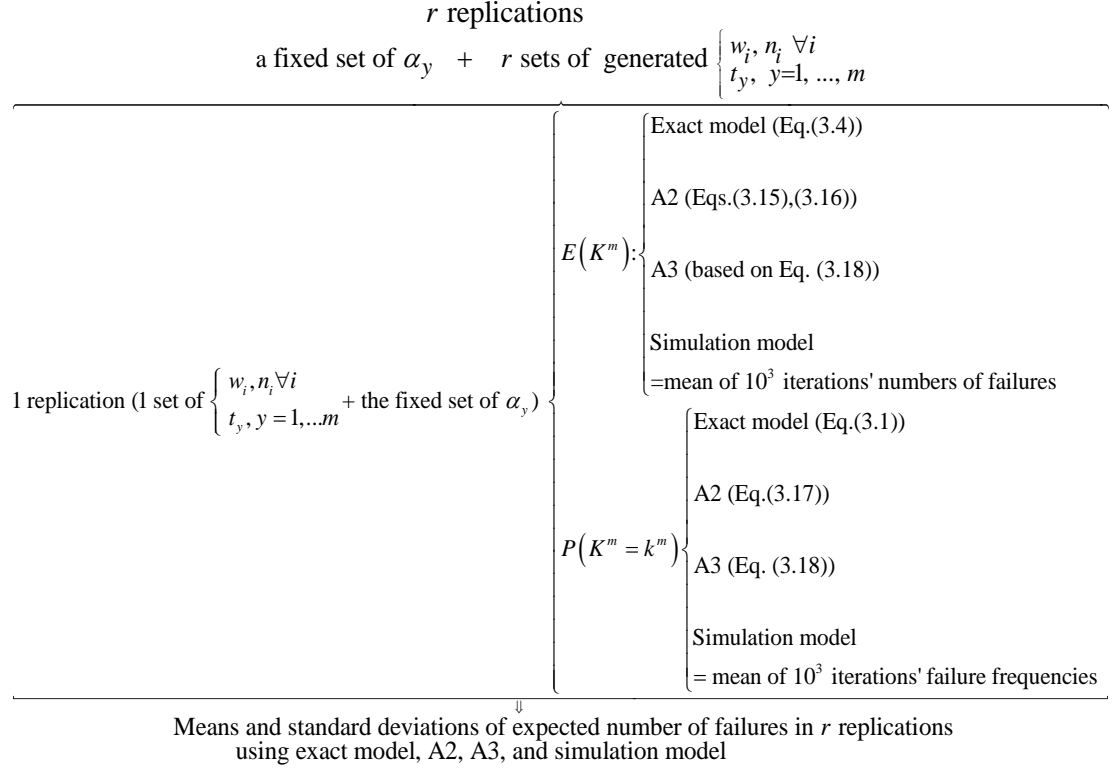 r replications
a fixed set of α_y + r sets of generated { w_i, n_i ∀i
t_y, y=1, ..., m
Exact model (Eq.(3.4))
A2 (Eqs.(3.15),(3.16))
E(K^m):
A3 (based on Eq. (3.18))
Simulation model
=mean of 10^3 iterations' numbers of failures
1 replication (1 set of { w_i, n_i ∀i
t_y, y = 1,...m
+ the fixed set of α_y)
Exact model (Eq.(3.1))
A2 (Eq.(3.17))
P(K^m = k^m)
A3 (Eq. (3.18))
Simulation model
= mean of 10^3 iterations' failure frequencies
⇓
Means and standard deviations of expected number of failures in r replications
using exact model, A2, A3, and simulation model